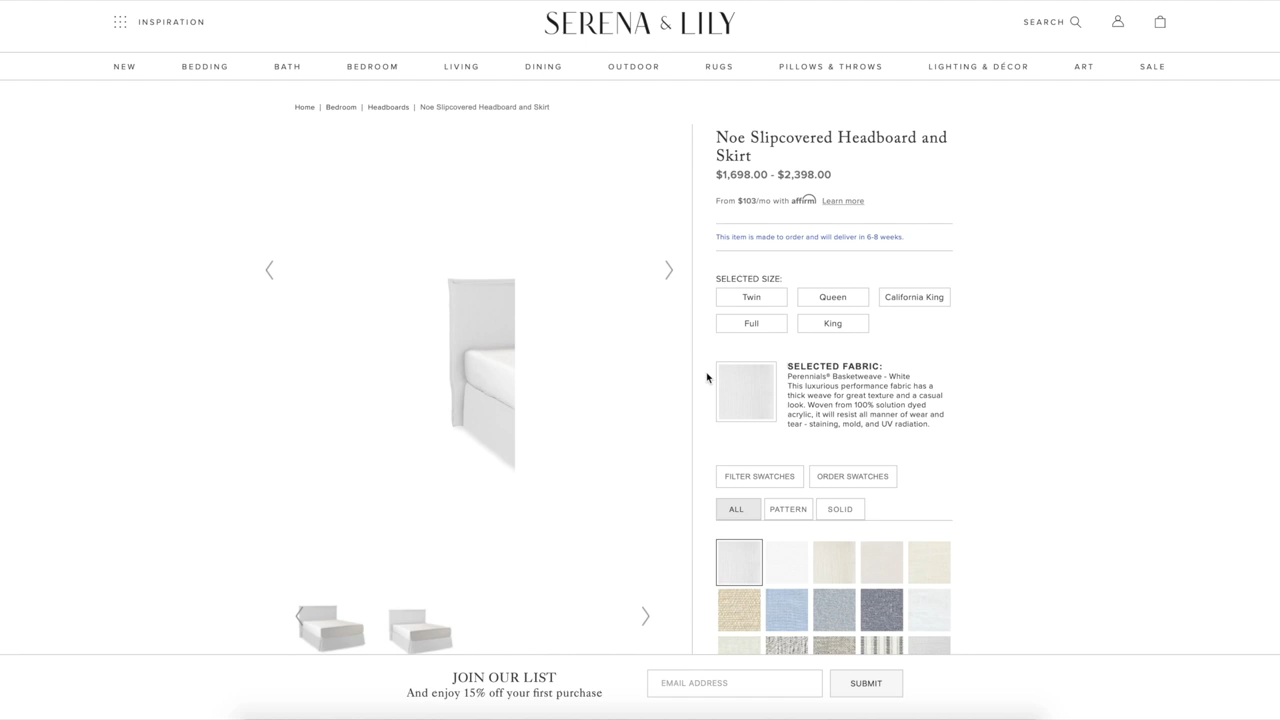 INSPIRATION
SERENA & LILY
SEARCH
NEW BEDDING BATH BEDROOM LIVING DINING OUTDOOR RUGS PILLOWS & THROWS LIGHTING & DÉCOR ART SALE
Home | Bedroom | Headboards | Noe Slipcovered Headboard and Skirt
Noe Slipcovered Headboard and
Skirt
$1,698.00 - $2,398.00
From $103/mo with affirm Learn more
This item is made to order and will deliver in 6-8 weeks.
SELECTED SIZE:
Twin Queen California King
Full King
SELECTED FABRIC:
Perennials® Basketweave - White
This luxurious performance fabric has a
thick weave for great texture and a casual
look. Woven from 100% solution dyed
acrylic, it will resist all manner of wear and
tear - staining, mold, and UV radiation.
FILTER SWATCHES ORDER SWATCHES
ALL PATTERN SOLID
JOIN OUR LIST
And enjoy 15% off your first purchase
EMAIL ADDRESS
SUBMIT